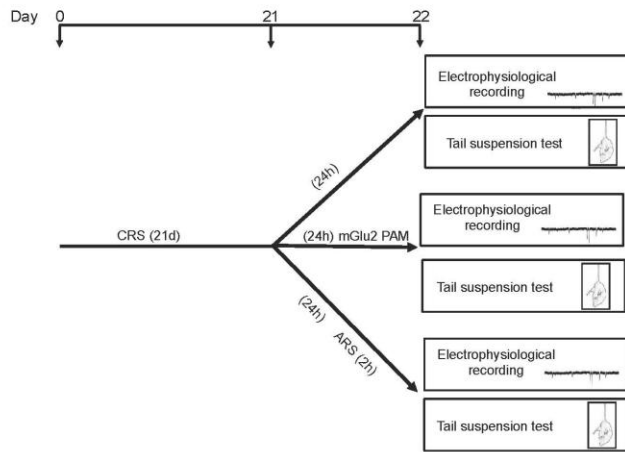 Day 0 21 22
Electrophysiological
recording
Tail suspension test
(24h)
CRS (21d)
(24h) mGlu2 PAM
Electrophysiological
recording
Tail suspension test
(24h) ARS (2h)
Electrophysiological
recording
Tail suspension test